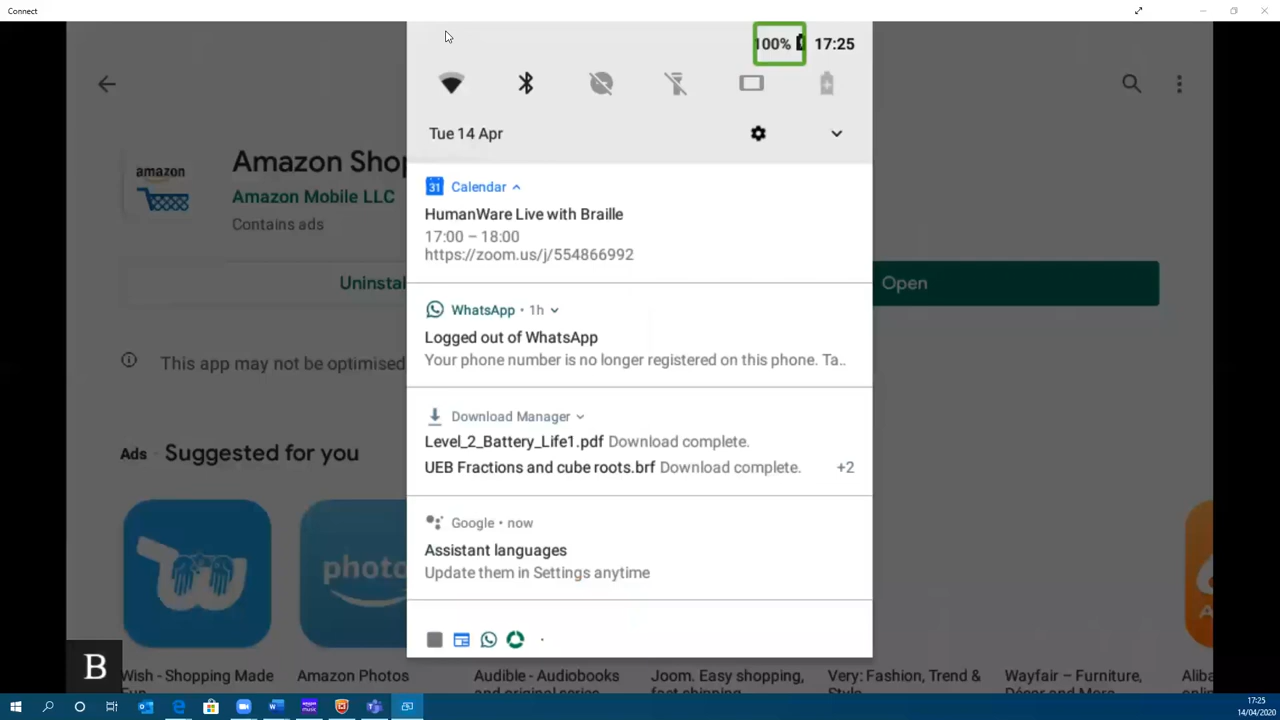 Connect
100% 17:25
Tue 14 Apr
amazon
Amazon Shop
Amazon Mobile LLC
Contains ads
Uninstal
Open
This app may not be optimised
31 Calendar
HumanWare Live with Braille
17:00 – 18:00
https://zoom.us/j/554866992
WhatsApp • 1h
Logged out of WhatsApp
Your phone number is no longer registered on this phone. Ta..
Download Manager
Level_2_Battery_Life1.pdf Download complete.
UEB Fractions and cube roots.brf Download complete. +2
Google • now
Assistant languages
Update them in Settings anytime
Ads Suggested for you
photo
B
Wish - Shopping Made
Fun
Amazon Photos
Audible - Audiobooks
and original series
Joom. Easy shopping,
fast shipping
Very: Fashion, Trend &
Style
Wayfair – Furniture,
Décor and More
Aliba
amazon
music
17:25
14/04/2020